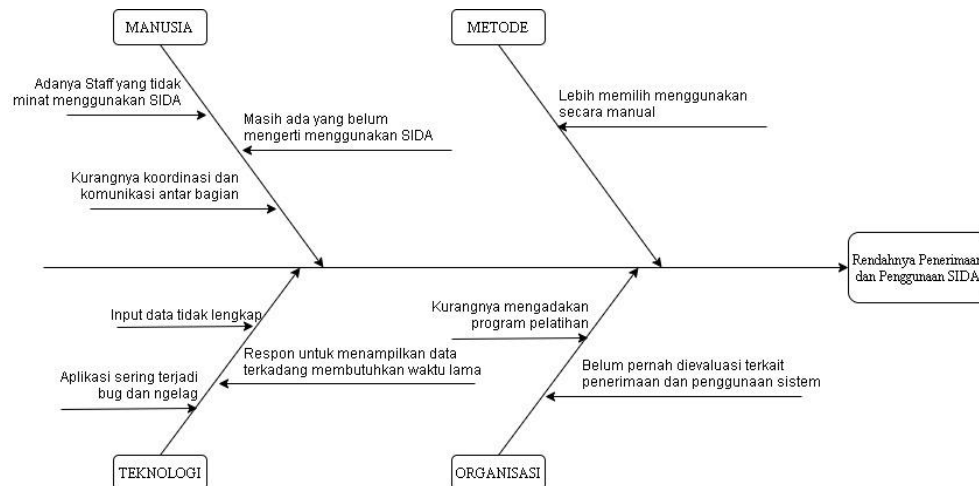 MANUSIA
METODE
Adanya Staff yang tidak
minat menggunakan SIDA
Masih ada yang belum
mengerti menggunakan SIDA
Kurangnya koordinasi dan
komunikasi antar bagian
Lebih memilih menggunakan
secara manual
Rendahnya Penerimaan
dan Penggunaan SIDA
Input data tidak lengkap
Respon untuk menampilkan data
terkadang membutuhkan waktu lama
Aplikasi sering terjadi
bug dan ngelag
Kurangnya mengadakan
program pelatihan
Belum pernah dievaluasi terkait
penerimaan dan penggunaan sistem
TEKNOLOGI
ORGANISASI